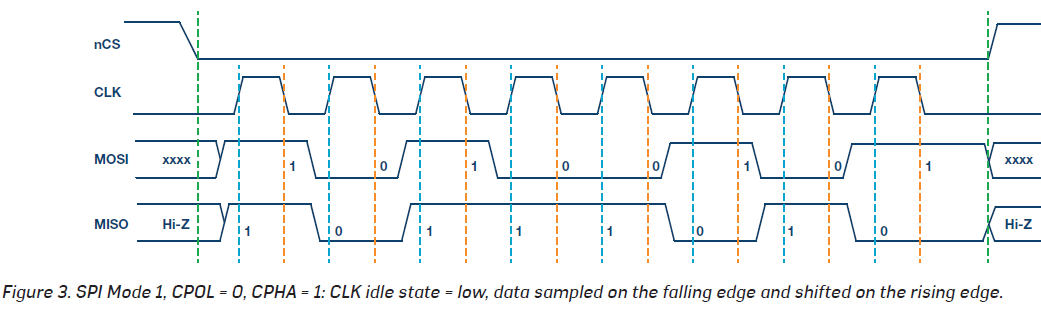 nCS
CLK
MOSI xxxx 1 0 1 0 0 1 0 1 xxxx
MISO Hi-Z 1 0 1 1 1 0 1 0 Hi-Z
Figure 3. SPI Mode 1, CPOL = 0, CPHA = 1: CLK idle state = low, data sampled on the falling edge and shifted on the rising edge.